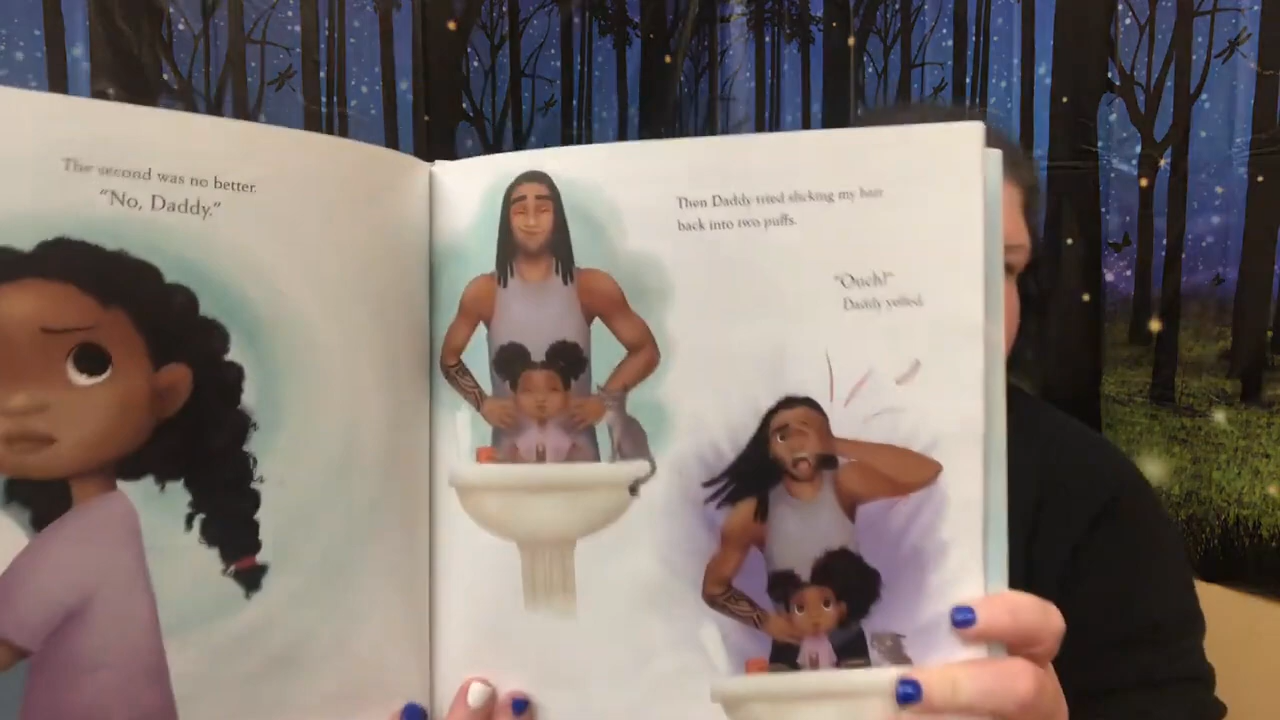 The second was no better.
"No, Daddy."
Then Daddy tried slicking my hair
back into two puffs.
"Ouch!"
Daddy yelled.